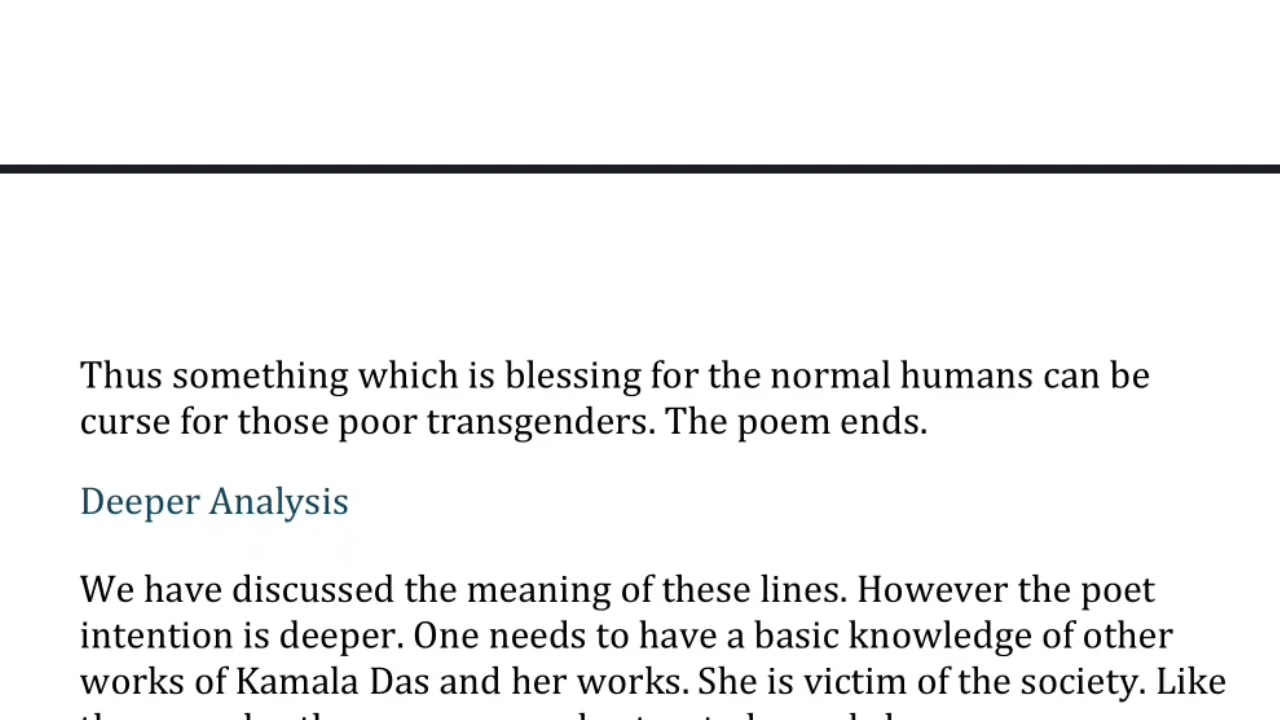 Thus something which is blessing for the normal humans can be
curse for those poor transgenders. The poem ends.
Deeper Analysis
We have discussed the meaning of these lines. However the poet
intention is deeper. One needs to have a basic knowledge of other
works of Kamala Das and her works. She is victim of the society. Like